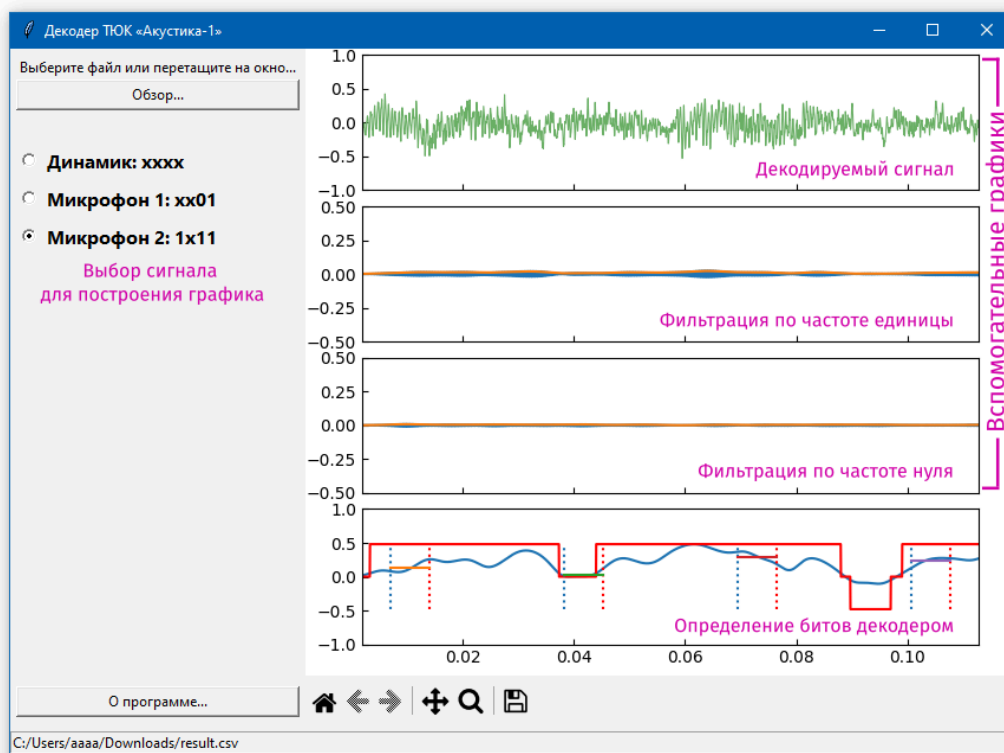 Декодер ТЮК «Акустика-1»
Выберите файл или перетащите на окно...
Обзор...
Динамик: xxxx
Микрофон 1: xx01
Микрофон 2: 1x11
Выбор сигнала
для построения графика
1.0
0.5
0.0
−0.5
−1.0
Декодируемый сигнал
0.50
0.25
0.00
−0.25
−0.50
Фильтрация по частоте единицы
0.50
0.25
0.00
−0.25
−0.50
Фильтрация по частоте нуля
1.0
0.5
0.0
−0.5
−1.0
Определение битов декодером
0.02 0.04 0.06 0.08 0.10
Вспомогательные графики
О программе...
C:/Users/aaaa/Downloads/result.csv